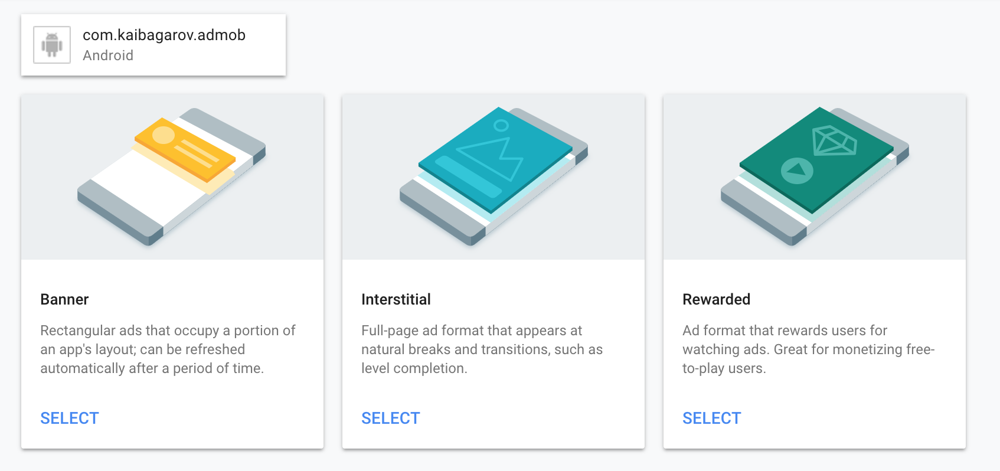 com.kaibagarov.admob
Android
Banner
Rectangular ads that occupy a portion of
an app's layout; can be refreshed
automatically after a period of time.
SELECT
Interstitial
Full-page ad format that appears at
natural breaks and transitions, such as
level completion.
SELECT
Rewarded
Ad format that rewards users for
watching ads. Great for monetizing free-
to-play users.
SELECT